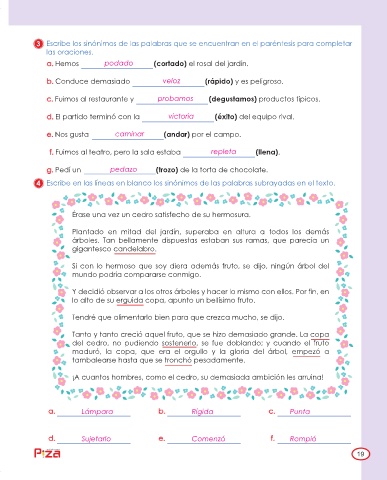 3 Escribe los sinónimos de las palabras que se encuentran en el paréntesis para completar
las oraciones.
a. Hemos podado (cortado) el rosal del jardín.
b. Conduce demasiado veloz (rápido) y es peligroso.
c. Fuimos al restaurante y probamos (degustamos) productos típicos.
d. El partido terminó con la victoria (éxito) del equipo rival.
e. Nos gusta caminar (andar) por el campo.
f. Fuimos al teatro, pero la sala estaba repleta (llena).
g. Pedí un pedazo (trozo) de la torta de chocolate.
4 Escribe en las líneas en blanco los sinónimos de las palabras subrayadas en el texto.
Érase una vez un cedro satisfecho de su hermosura.
Plantado en mitad del jardín, superaba en altura a todos los demás
árboles. Tan bellamente dispuestas estaban sus ramas, que parecía un
gigantesco candelabro.
Si con lo hermoso que soy diera además fruto, se dijo, ningún árbol del
mundo podría compararse conmigo.
Y decidió observar a los otros árboles y hacer lo mismo con ellos. Por fin, en
lo alto de su erguida copa, apunto un bellísimo fruto.
Tendré que alimentarlo bien para que crezca mucho, se dijo.
Tanto y tanto creció aquel fruto, que se hizo demasiado grande. La copa
del cedro, no pudiendo sostenerlo, se fue doblando; y cuando el fruto
maduró, la copa, que era el orgullo y la gloria del árbol, empezó a
tambalearse hasta que se tronchó pesadamente.
¡A cuantos hombres, como el cedro, su demasiada ambición les arruina!
a. Lámpara b. Rígida c. Punta
d. Sujetarlo e. Comenzó f. Rompió
Piza 19